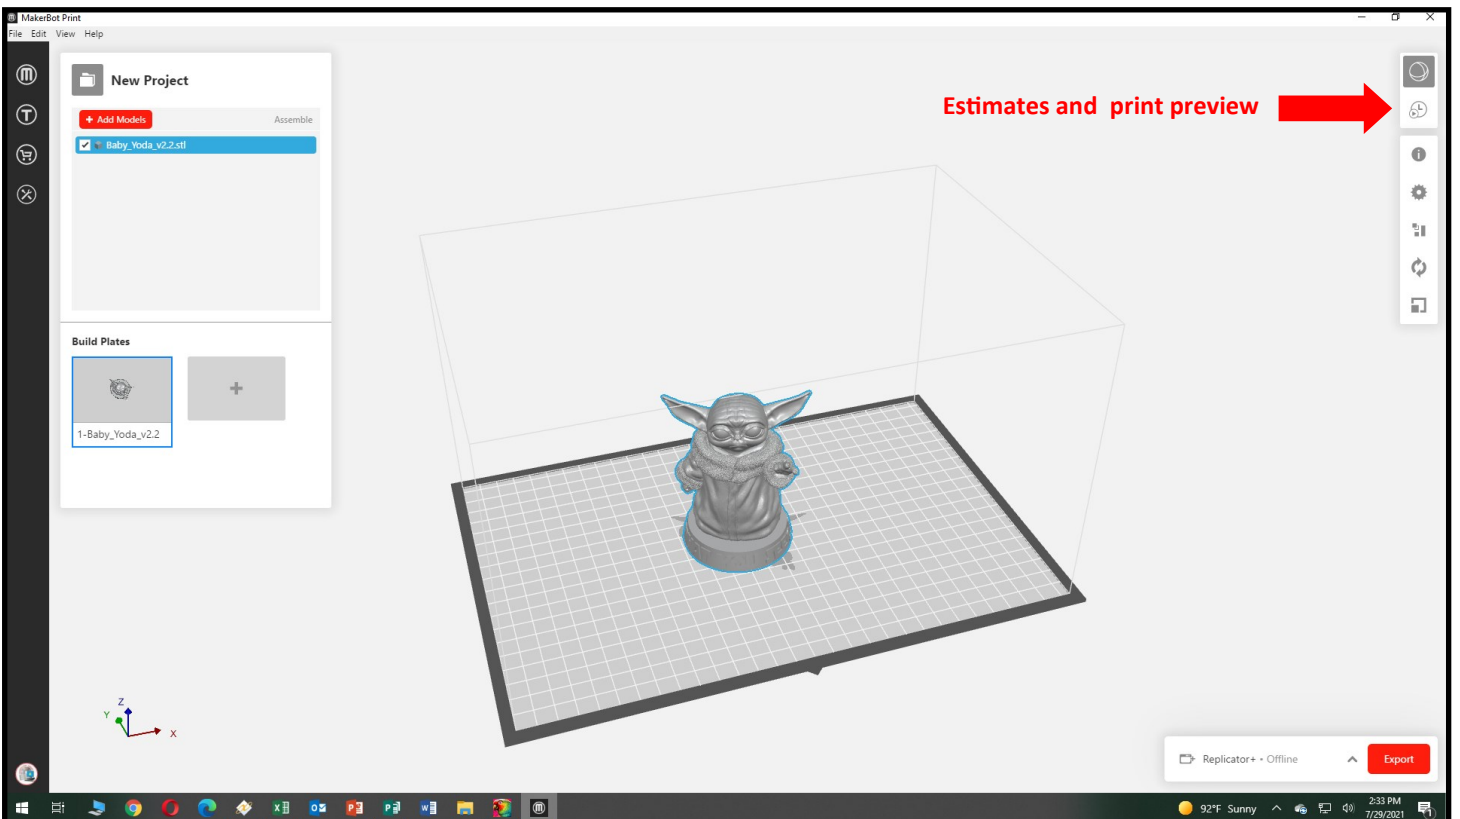 MakerBot Print
File Edit View Help
New Project
+ Add Models
Assemble
Baby_Yoda_v2.2.stl
Estimates and print preview
Build Plates
1-Baby_Yoda_v2.2
Z
Y
X
Replicator+ • Offline
Export
92°F Sunny
2:33 PM
7/29/2021